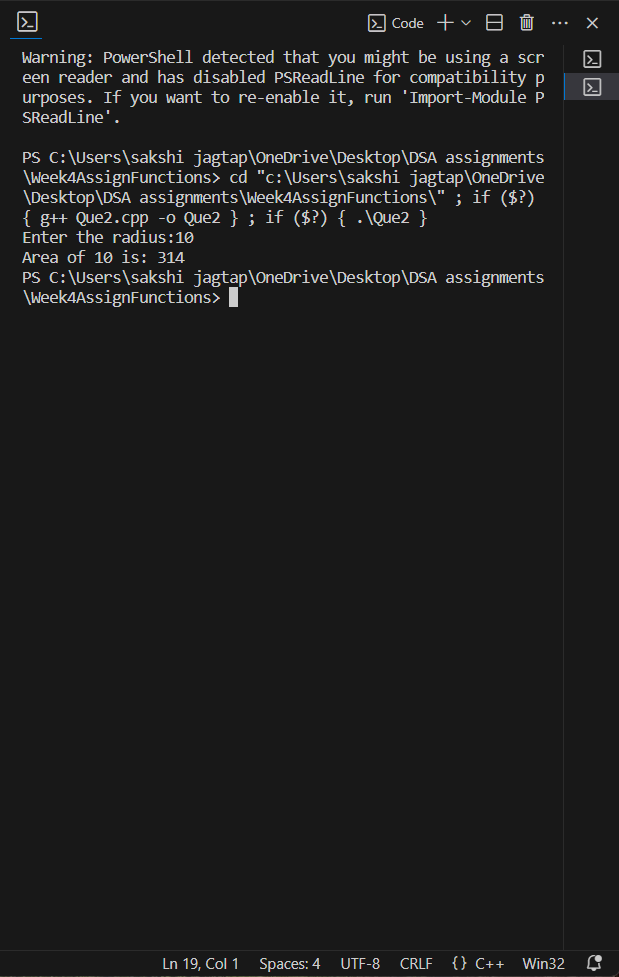 Code
Warning: PowerShell detected that you might be using a scr
een reader and has disabled PSReadLine for compatibility p
urposes. If you want to re-enable it, run 'Import-Module P
SReadLine'.
PS C:\Users\sakshi jagtap\OneDrive\Desktop\DSA assignments
\Week4AssignFunctions> cd "c:\Users\sakshi jagtap\OneDrive
\Desktop\DSA assignments\Week4AssignFunctions\" ; if ($?)
{ g++ Que2.cpp -o Que2 } ; if ($?) { .\Que2 }
Enter the radius:10
Area of 10 is: 314
PS C:\Users\sakshi jagtap\OneDrive\Desktop\DSA assignments
\Week4AssignFunctions>
Ln 19, Col 1 Spaces: 4 UTF-8 CRLF {} C++ Win32